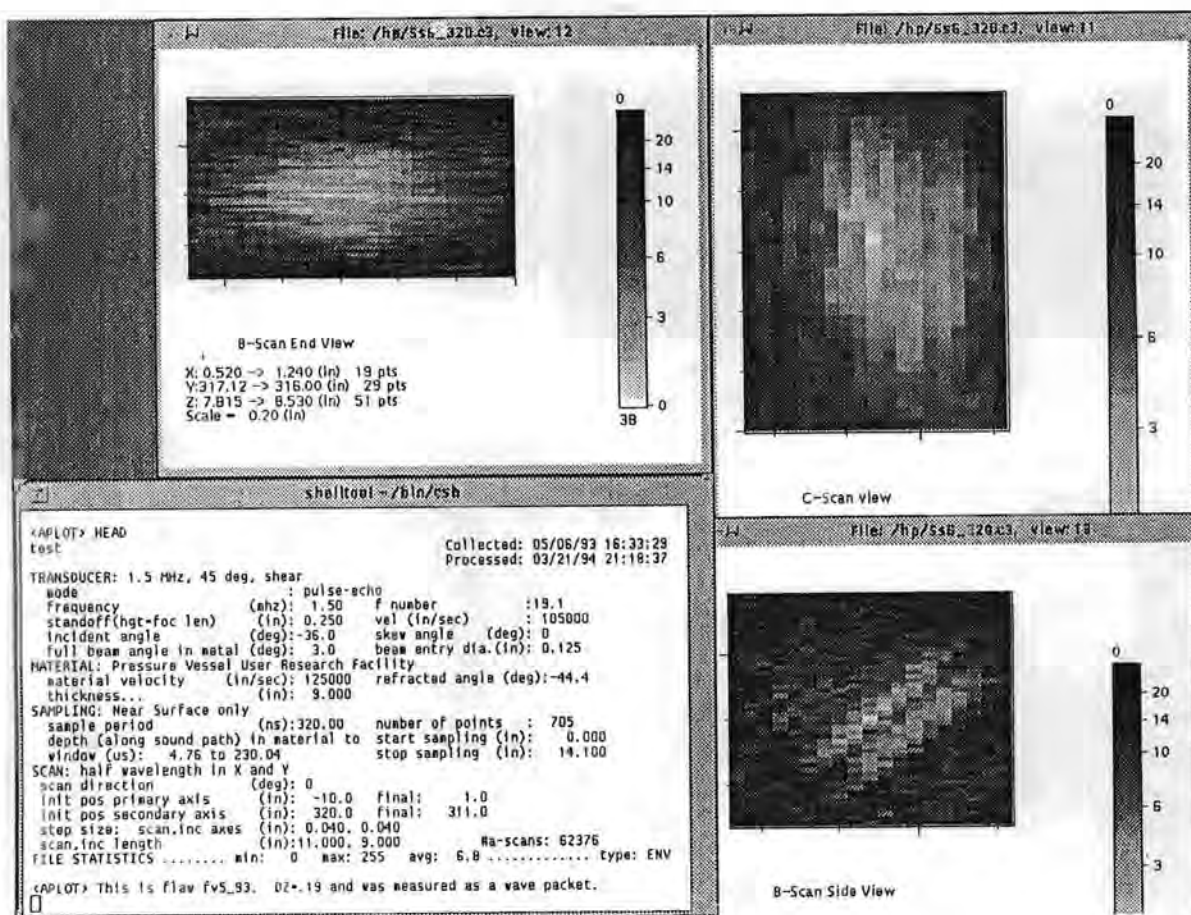 File: /hp/Ss6_320.c3, view:12
0
20
14
10
6
3
0
3B
B-Scan End View
X: 0.520 -> 1.240 (in) 19 pts
Y:317.12 -> 316.00 (in) 29 pts
Z: 7.815 -> 8.530 (in) 51 pts
Scale = 0.20 (in)
File: /hp/Ss6_320.c3, view:11
0
20
14
10
6
3
C-Scan view
shelltool - /bin/csh
<APLOT> HEAD
test
Collected: 05/06/93 16:33:29
Processed: 03/21/94 21:18:37
TRANSDUCER: 1.5 MHz, 45 deg, shear
mode : pulse-echo
frequency (mhz): 1.50 f number :19.1
standoff(hgt-foc len) (in): 0.250 vel (in/sec) : 105000
incident angle (deg):-36.0 skew angle (deg): 0
full beam angle in metal (deg): 3.0 beam entry dia.(in): 0.125
MATERIAL: Pressure Vessel User Research Facility
material velocity (in/sec): 125000 refracted angle (deg):-44.4
thickness... (in): 9.000
SAMPLING: Near Surface only
sample period (ns):320.00 number of points : 705
depth (along sound path) in material to start sampling (in): 0.000
window (us): 4.76 to 230.04 stop sampling (in): 14.100
SCAN: half wavelength in X and Y
scan direction (deg): 0
init pos primary axis (in): -10.0 final: 1.0
init pos secondary axis (in): 320.0 final: 311.0
step size: scan,inc axes (in): 0.040, 0.040
scan,inc length (in):11.000, 9.000 #a-scans: 62376
FILE STATISTICS ........ min: 0 max: 255 avg: 6.8 ............. type: ENV
<APLOT> This is flaw fv5_93. DZ=.19 and was measured as a wave packet.
File: /hp/Ss6_320.c3, view:13
0
20
14
10
6
3
B-Scan Side View